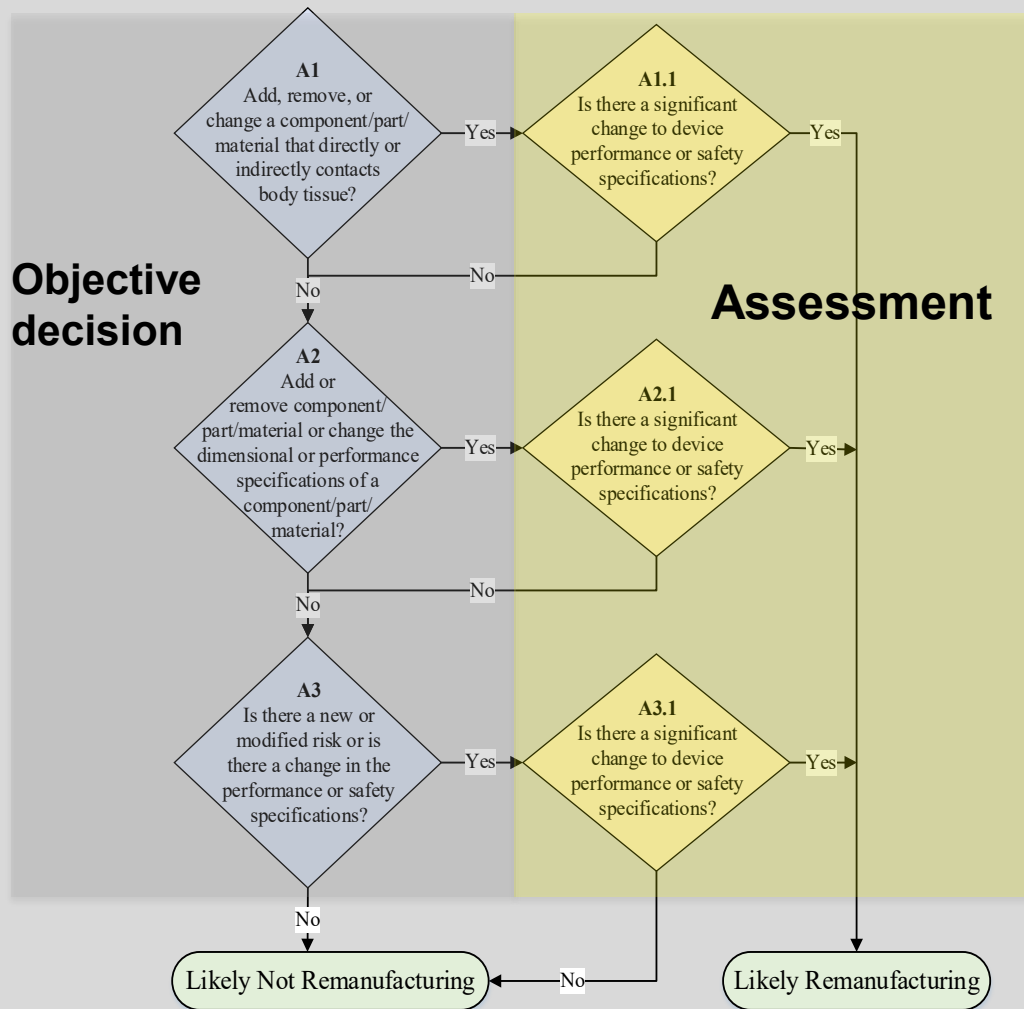 A1
Add, remove, or
change a component/part/
material that directly or
indirectly contacts
body tissue?
Yes
A1.1
Is there a significant
change to device
performance or safety
specifications?
Yes
No
No
Objective
decision
Assessment
A2
Add or
remove component/
part/material or change the
dimensional or performance
specifications of a
component/part/
material?
Yes
A2.1
Is there a significant
change to device
performance or safety
specifications?
Yes
No
No
A3
Is there a new or
modified risk or is
there a change in the
performance or safety
specifications?
Yes
A3.1
Is there a significant
change to device
performance or safety
specifications?
Yes
No
Likely Not Remanufacturing
No
Likely Remanufacturing